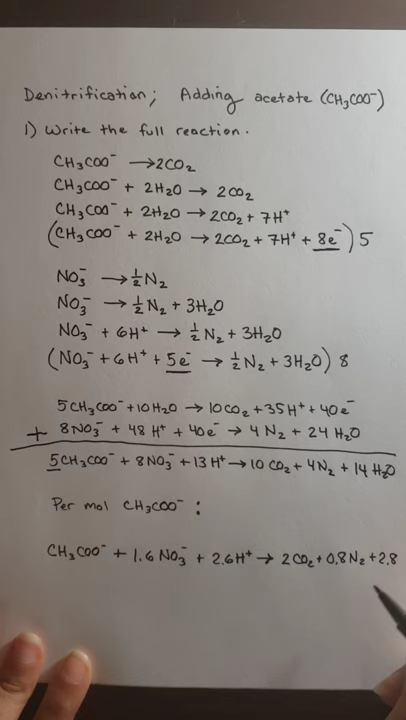 Denitrification; Adding acetate (CH₃COO⁻)
1) Write the full reaction.
CH₃COO⁻ → 2CO₂
CH₃COO⁻ + 2H₂O → 2CO₂
CH₃COO⁻ + 2H₂O → 2CO₂ + 7H⁺
(CH₃COO⁻ + 2H₂O → 2CO₂ + 7H⁺ + 8e⁻) 5
NO₃⁻ → ½N₂
NO₃⁻ → ½N₂ + 3H₂O
NO₃⁻ + 6H⁺ → ½N₂ + 3H₂O
(NO₃⁻ + 6H⁺ + 5e⁻ → ½N₂ + 3H₂O) 8
5CH₃COO⁻ + 10H₂O → 10CO₂ + 35H⁺ + 40e⁻
+ 8NO₃⁻ + 48H⁺ + 40e⁻ → 4N₂ + 24H₂O
5CH₃COO⁻ + 8NO₃⁻ + 13H⁺ → 10CO₂ + 4N₂ + 14H₂O
Per mol CH₃COO⁻ :
CH₃COO⁻ + 1.6NO₃⁻ + 2.6H⁺ → 2CO₂ + 0.8N₂ + 2.8